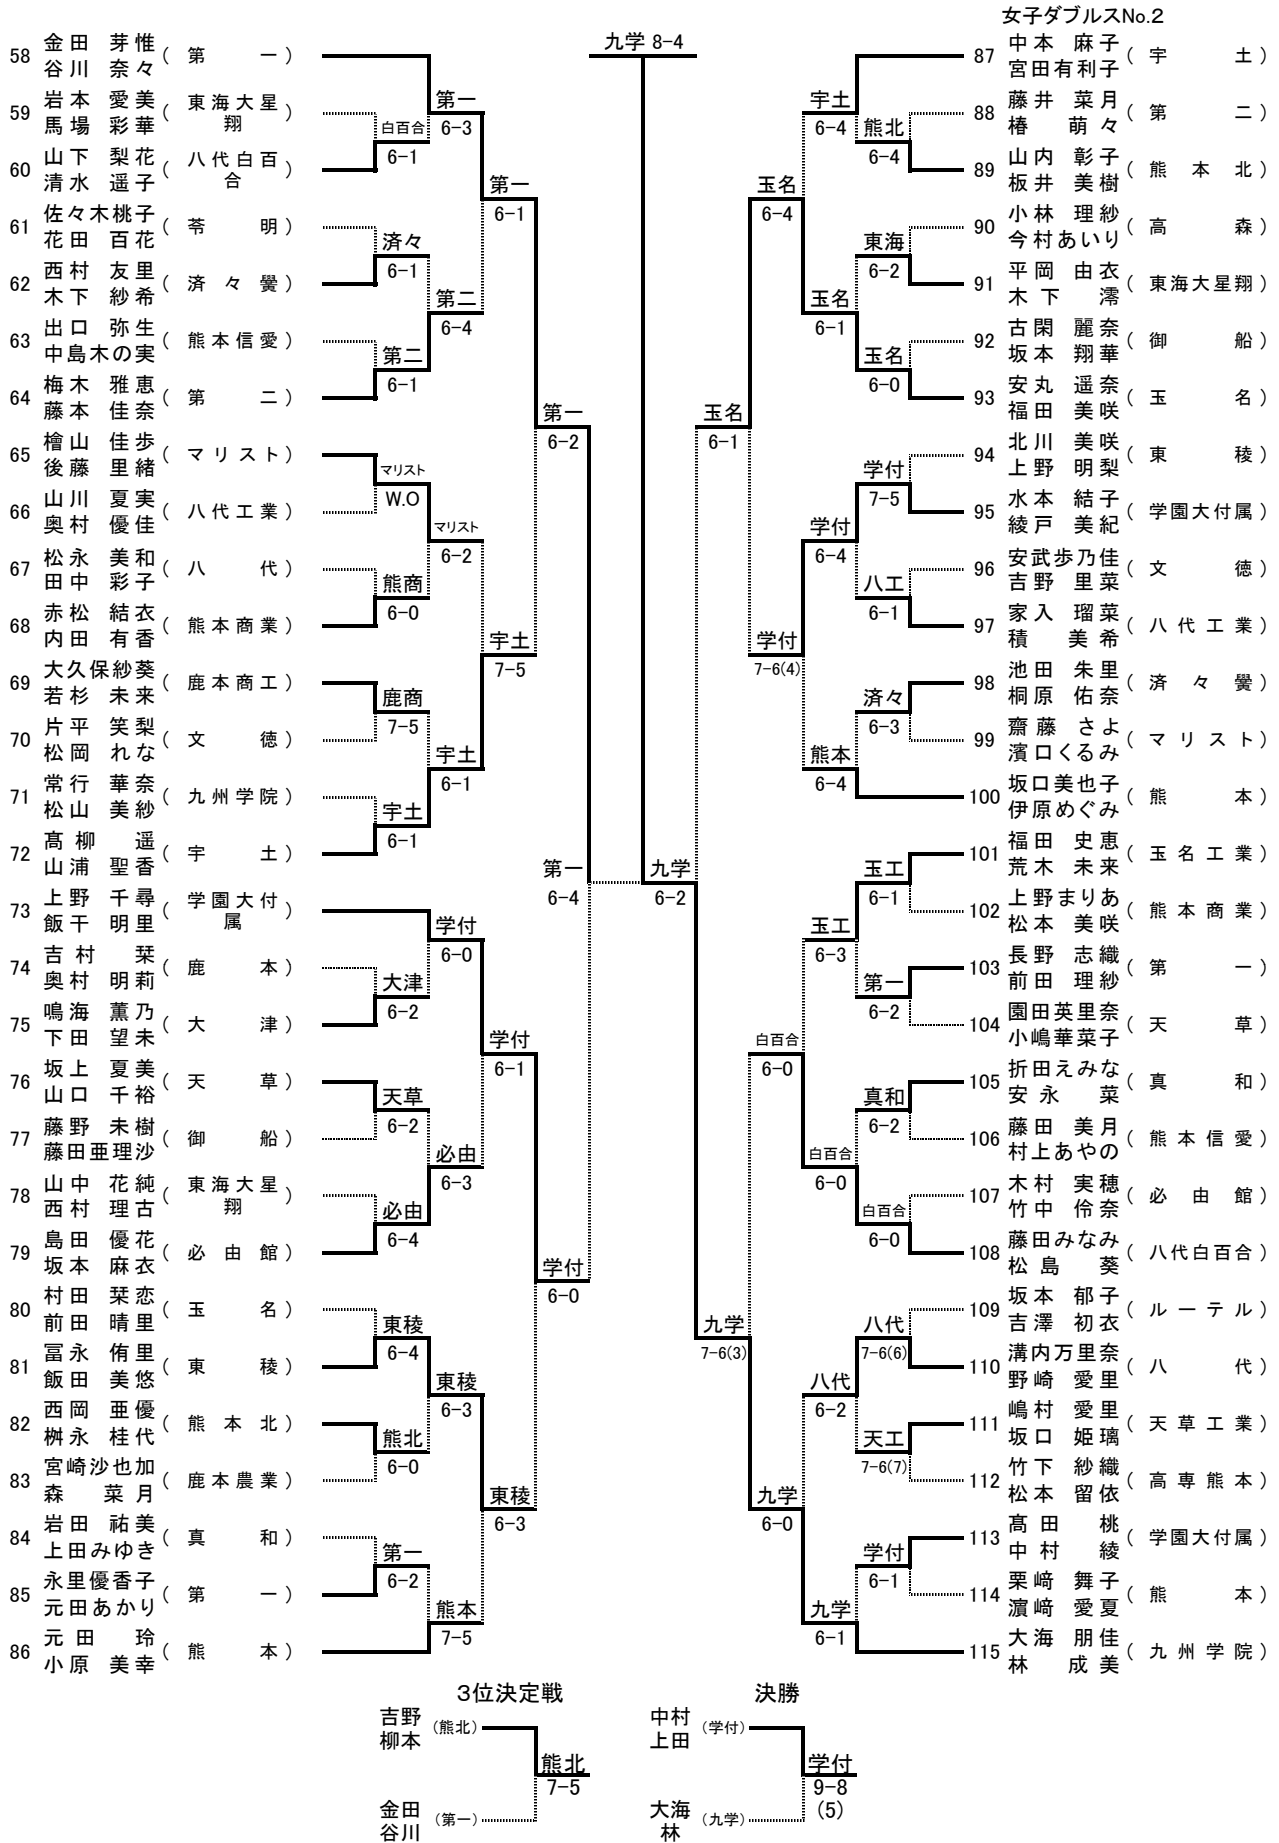 女子ダブルスNo.2
九学 8-4
58 金田 芽惟 谷川 奈々 (第一)
59 岩本 愛美 馬場 彩華 (東海大星翔)
60 山下 梨花 清水 遥子 (八代白百合)
61 佐々木桃子 花田 百花 (苓明)
62 西村 友里 木下 紗希 (済々黌)
63 出口 弥生 中島木の実 (熊本信愛)
64 梅木 雅恵 藤本 佳奈 (第二)
65 檜山 佳歩 後藤 里緒 (マリスト)
66 山川 夏実 奥村 優佳 (八代工業)
67 松永 美和 田中 彩子 (八代)
68 赤松 結衣 内田 有香 (熊本商業)
69 大久保紗葵 若杉 未来 (鹿本商工)
70 片平 笑梨 松岡 れな (文徳)
71 常行 華奈 松山 美紗 (九州学院)
72 髙柳 遥 山浦 聖香 (宇土)
73 上野 千尋 飯干 明里 (学園大付属)
74 吉村 栞 奥村 明莉 (鹿本)
75 鳴海 薫乃 下田 望未 (大津)
76 坂上 夏美 山口 千裕 (天草)
77 藤野 未樹 藤田亜理沙 (御船)
78 山中 花純 西村 理古 (東海大星翔)
79 島田 優花 坂本 麻衣 (必由館)
80 村田 栞恋 前田 晴里 (玉名)
81 冨永 侑里 飯田 美悠 (東稜)
82 西岡 亜優 桝永 桂代 (熊本北)
83 宮崎沙也加 森 菜月 (鹿本農業)
84 岩田 祐美 上田みゆき (真和)
85 永里優香子 元田あかり (第一)
86 元田 玲 小原 美幸 (熊本)
白百合 6-1
済々 6-1
第二 6-1
マリスト W.O
熊商 6-0
鹿商 7-5
宇土 6-1
大津 6-2
天草 6-2
必由 6-4
東稜 6-4
熊北 6-0
第一 6-2
第一 6-3
第二 6-4
マリスト 6-2
宇土 6-1
学付 6-0
必由 6-3
東稜 6-3
熊本 7-5
第一 6-1
宇土 7-5
学付 6-1
東稜 6-3
第一 6-2
学付 6-0
第一 6-4
九学 6-2
玉名 6-1
九学 7-6(3)
玉名 6-4
学付 7-6(4)
白百合 6-0
九学 6-0
宇土 6-4
玉名 6-1
学付 6-4
熊本 6-4
玉工 6-3
白百合 6-0
八代 6-2
九学 6-1
熊北 6-4
東海 6-2
玉名 6-0
学付 7-5
八工 6-1
済々 6-3
玉工 6-1
第一 6-2
真和 6-2
白百合 6-0
八代 7-6(6)
天工 7-6(7)
学付 6-1
87 中本 麻子 宮田有利子 (宇土)
88 藤井 菜月 椿 萌々 (第二)
89 山内 彰子 板井 美樹 (熊本北)
90 小林 理紗 今村あいり (高森)
91 平岡 由衣 木下 澪 (東海大星翔)
92 古閑 麗奈 坂本 翔華 (御船)
93 安丸 遥奈 福田 美咲 (玉名)
94 北川 美咲 上野 明梨 (東稜)
95 水本 結子 綾戸 美紀 (学園大付属)
96 安武歩乃佳 吉野 里菜 (文徳)
97 家入 瑠菜 積 美希 (八代工業)
98 池田 朱里 桐原 佑奈 (済々黌)
99 齋藤 さよ 濱口くるみ (マリスト)
100 坂口美也子 伊原めぐみ (熊本)
101 福田 史恵 荒木 未来 (玉名工業)
102 上野まりあ 松本 美咲 (熊本商業)
103 長野 志織 前田 理紗 (第一)
104 園田英里奈 小嶋華菜子 (天草)
105 折田えみな 安永 菜 (真和)
106 藤田 美月 村上あやの (熊本信愛)
107 木村 実穂 竹中 伶奈 (必由館)
108 藤田みなみ 松島 葵 (八代白百合)
109 坂本 郁子 吉澤 初衣 (ルーテル)
110 溝内万里奈 野崎 愛里 (八代)
111 嶋村 愛里 坂口 姫璃 (天草工業)
112 竹下 紗織 松本 留依 (高専熊本)
113 髙田 桃 中村 綾 (学園大付属)
114 栗﨑 舞子 濵﨑 愛夏 (熊本)
115 大海 朋佳 林 成美 (九州学院)
3位決定戦
吉野 柳本 (熊北)
熊北 7-5
金田 谷川 (第一)
決勝
中村 上田 (学付)
学付 9-8 (5)
大海 林 (九学)